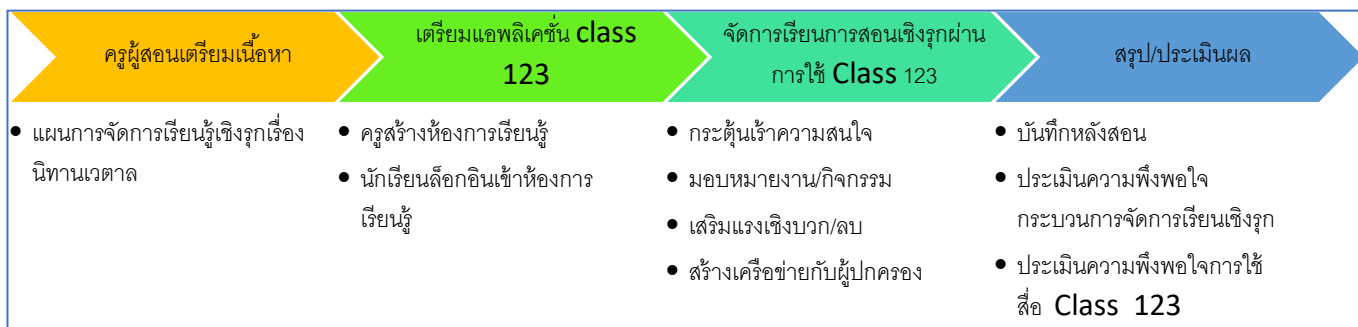 ครูผู้สอนเตรียมเนื้อหา
เตรียมแอพลิเคชั่น class
123
จัดการเรียนการสอนเชิงรุกผ่าน
การใช้ Class 123
สรุป/ประเมินผล
• แผนการจัดการเรียนรู้เชิงรุกเรื่อง
นิทานเวตาล
• ครูสร้างห้องการเรียนรู้
• นักเรียนล็อกอินเข้าห้องการ
เรียนรู้
• กระตุ้นเร้าความสนใจ
• มอบหมายงาน/กิจกรรม
• เสริมแรงเชิงบวก/ลบ
• สร้างเครือข่ายกับผู้ปกครอง
• บันทึกหลังสอน
• ประเมินความพึงพอใจ
กระบวนการจัดการเรียนเชิงรุก
• ประเมินความพึงพอใจการใช้
สื่อ Class 123